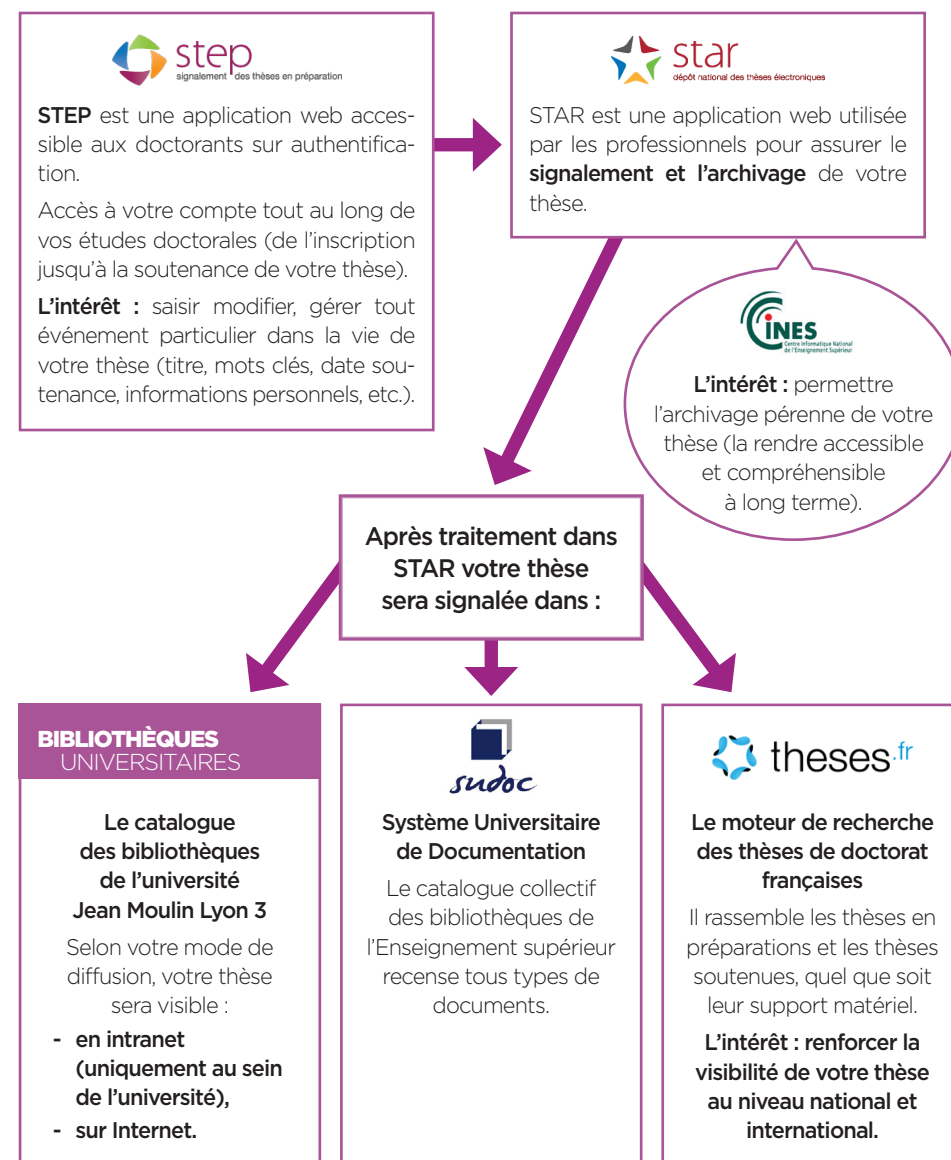 step
signalement des thèses en préparation
STEP est une application web acces-
sible aux doctorants sur authentifica-
tion.
Accès à votre compte tout au long de
vos études doctorales (de l'inscription
jusqu'à la soutenance de votre thèse).
L'intérêt : saisir modifier, gérer tout
événement particulier dans la vie de
votre thèse (titre, mots clés, date sou-
tenance, informations personnels, etc.).
star
dépôt national des thèses électroniques
STAR est une application web utilisée
par les professionnels pour assurer le
signalement et l'archivage de votre
thèse.
CINES
Centre Informatique National
de l'Enseignement Supérieur
L'intérêt : permettre
l'archivage pérenne de votre
thèse (la rendre accessible
et compréhensible
à long terme).
Après traitement dans
STAR votre thèse
sera signalée dans :
BIBLIOTHÈQUES
UNIVERSITAIRES
Le catalogue
des bibliothèques
de l'université
Jean Moulin Lyon 3
Selon votre mode de
diffusion, votre thèse
sera visible :
- en intranet
(uniquement au sein
de l'université),
- sur Internet.
sudoc
Système Universitaire
de Documentation
Le catalogue collectif
des bibliothèques de
l'Enseignement supérieur
recense tous types de
documents.
theses.fr
Le moteur de recherche
des thèses de doctorat
françaises
Il rassemble les thèses en
préparations et les thèses
soutenues, quel que soit
leur support matériel.
L'intérêt : renforcer la
visibilité de votre thèse
au niveau national et
international.